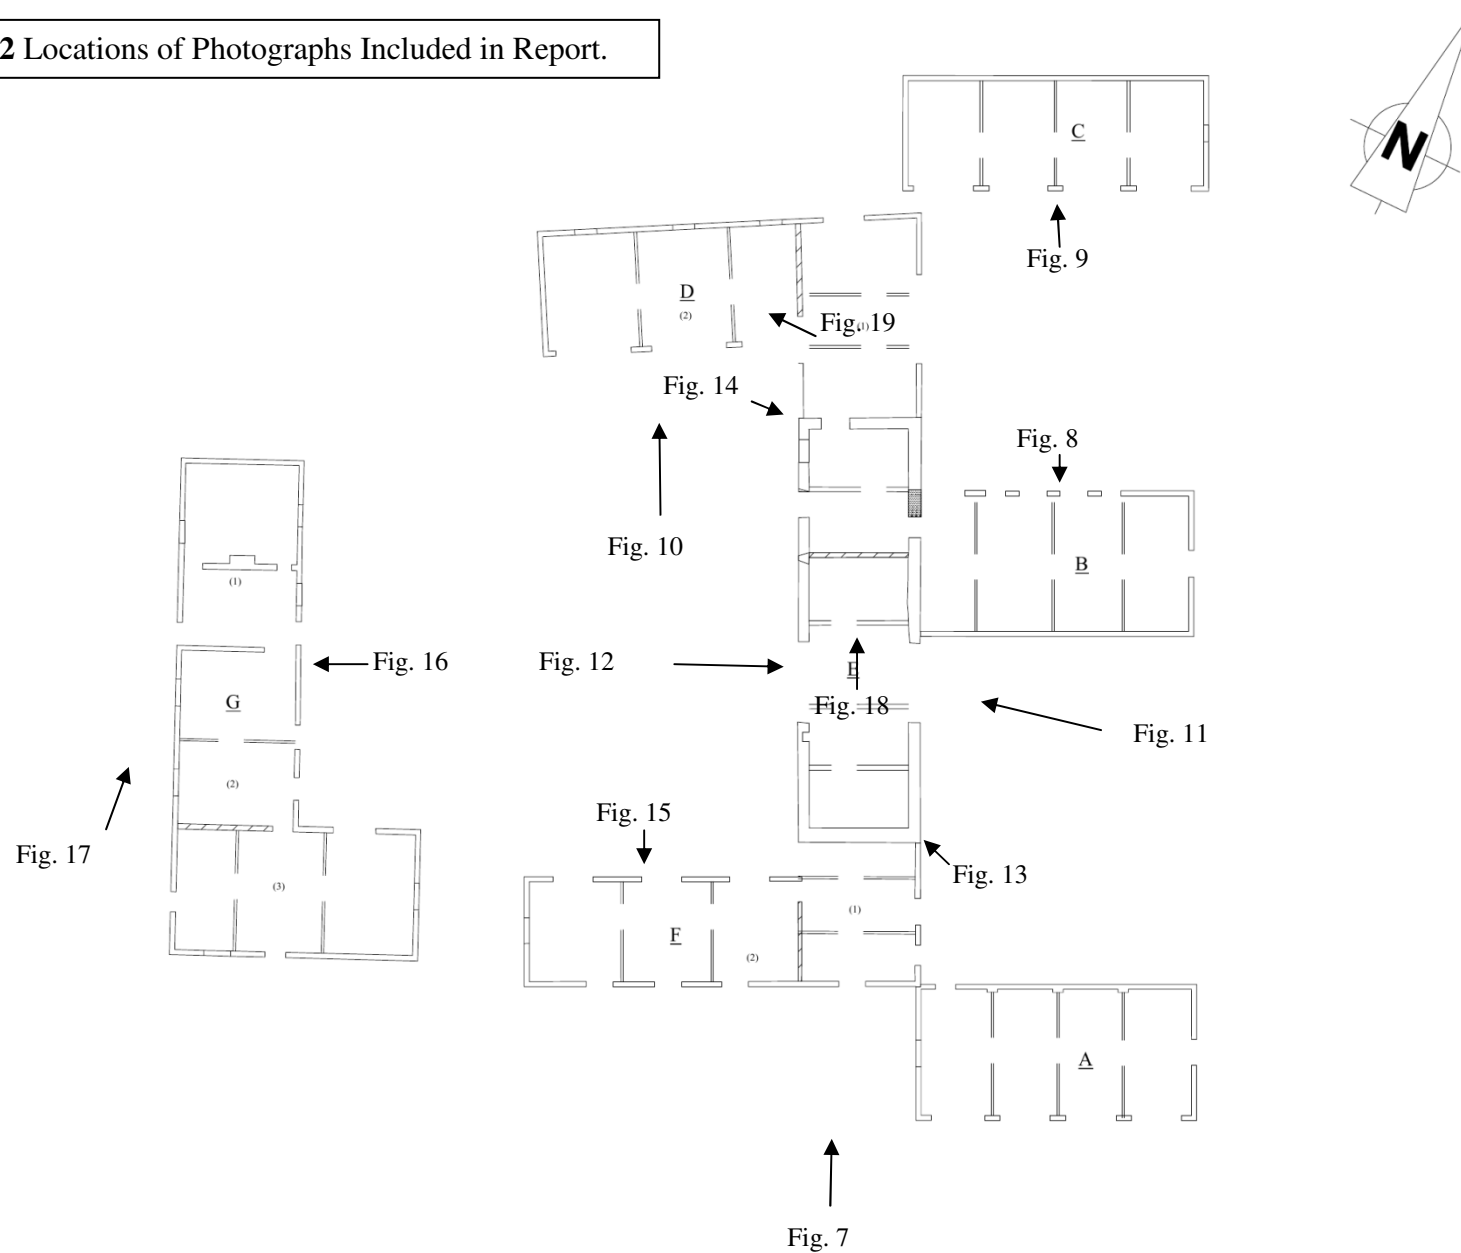 2 Locations of Photographs Included in Report.
N
C
Fig. 9
D
(2)
Fig. 19
(1)
Fig. 14
Fig. 8
Fig. 10
B
(1)
Fig. 16
Fig. 12
E
G
Fig. 18
Fig. 11
(2)
Fig. 15
Fig. 17
Fig. 13
(3)
(1)
F
(2)
A
Fig. 7